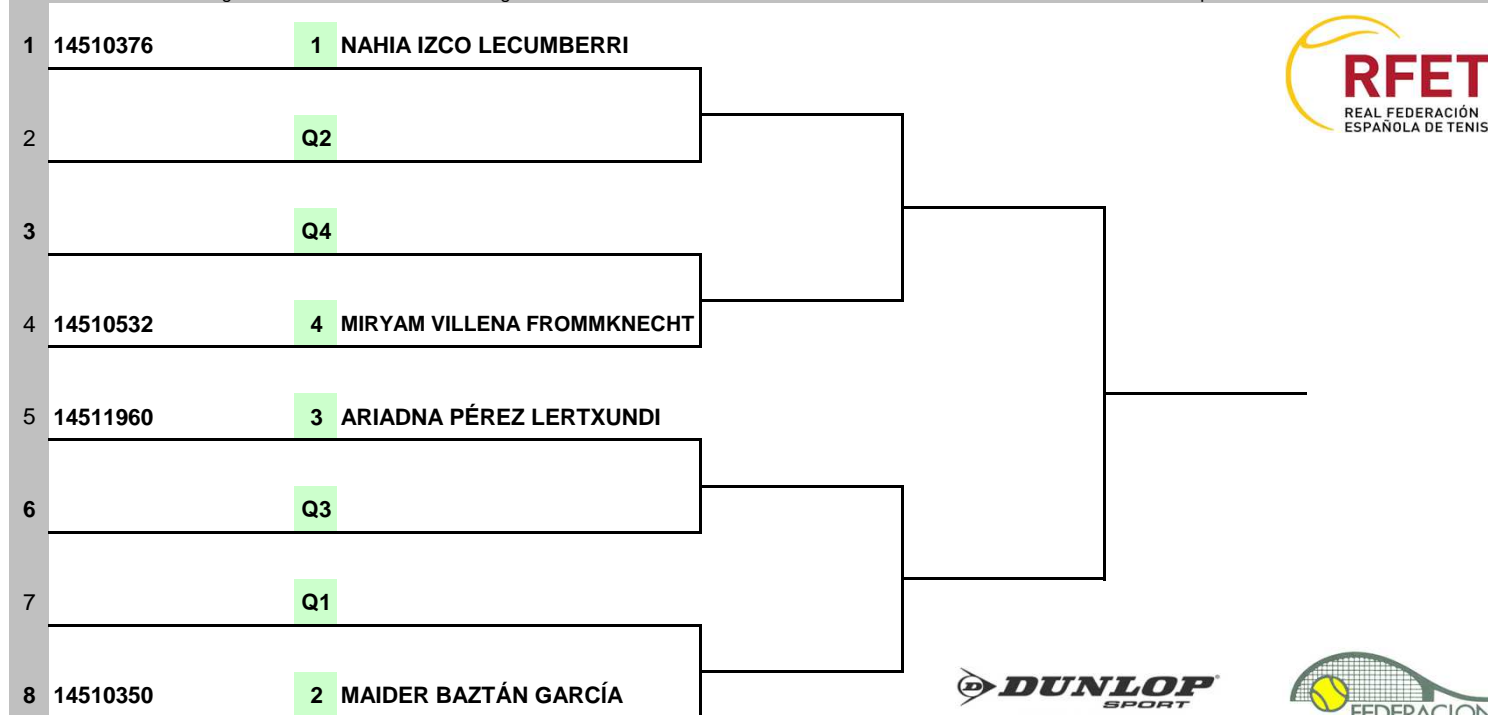 1 14510376 1 NAHIA IZCO LECUMBERRI
2 Q2
3 Q4
4 14510532 4 MIRYAM VILLENA FROMMKNECHT
5 14511960 3 ARIADNA PÉREZ LERTXUNDI
6 Q3
7 Q1
8 14510350 2 MAIDER BAZTÁN GARCÍA
RFET
REAL FEDERACIÓN
ESPAÑOLA DE TENIS
DUNLOP
SPORT
FEDERACION